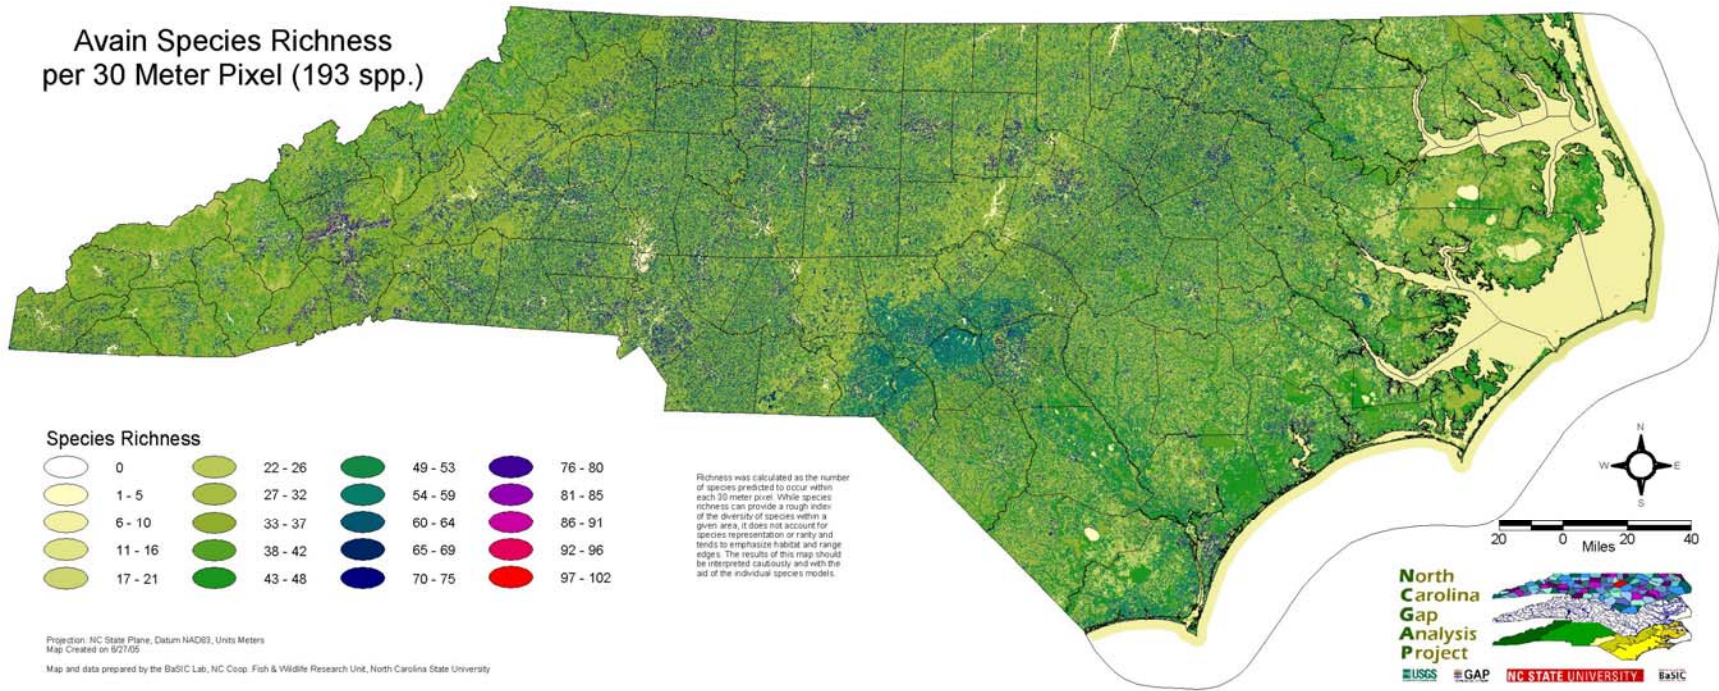 Avain Species Richness
per 30 Meter Pixel (193 spp.)
Species Richness
0
1 - 5
6 - 10
11 - 16
17 - 21
22 - 26
27 - 32
33 - 37
38 - 42
43 - 48
49 - 53
54 - 59
60 - 64
65 - 69
70 - 75
76 - 80
81 - 85
86 - 91
92 - 96
97 - 102
Richness was calculated as the number
of species predicted to occur within
each 30 meter pixel. While species
richness can provide a rough index
of the diversity of species within a
given area, it does not account for
species representation or rarity and
tends to emphasize habitat and range
edges. The results of this map should
be interpreted cautiously and with the
aid of the individual species models.
N
W E
S
20 0 20 40
Miles
North
Carolina
Gap
Analysis
Project
USGS GAP NC STATE UNIVERSITY BaSIC
Projection: NC State Plane, Datum NAD83, Units Meters
Map Created on 6/27/05
Map and data prepared by the BaSIC Lab, NC Coop. Fish & Wildlife Research Unit, North Carolina State University